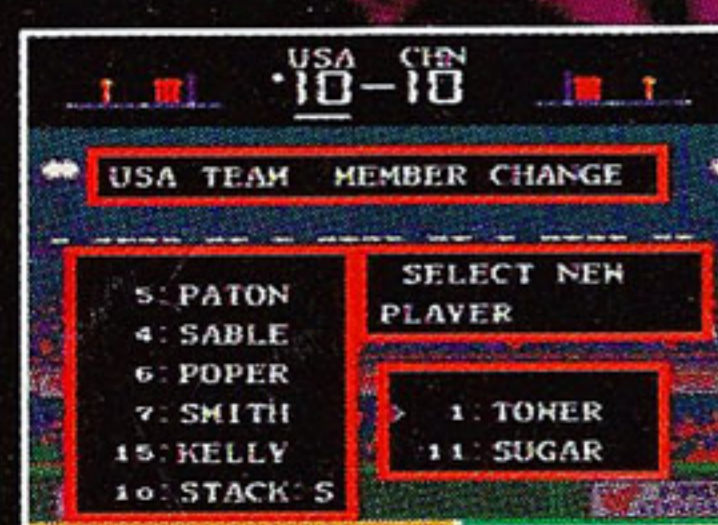 USA CHN
10-10
USA TEAM MEMBER CHANGE
5: PATON
4: SABLE
6: POPER
7: SMITH
15: KELLY
10: STACK: S
SELECT NEW
PLAYER
> 1: TOWER
11: SUGAR